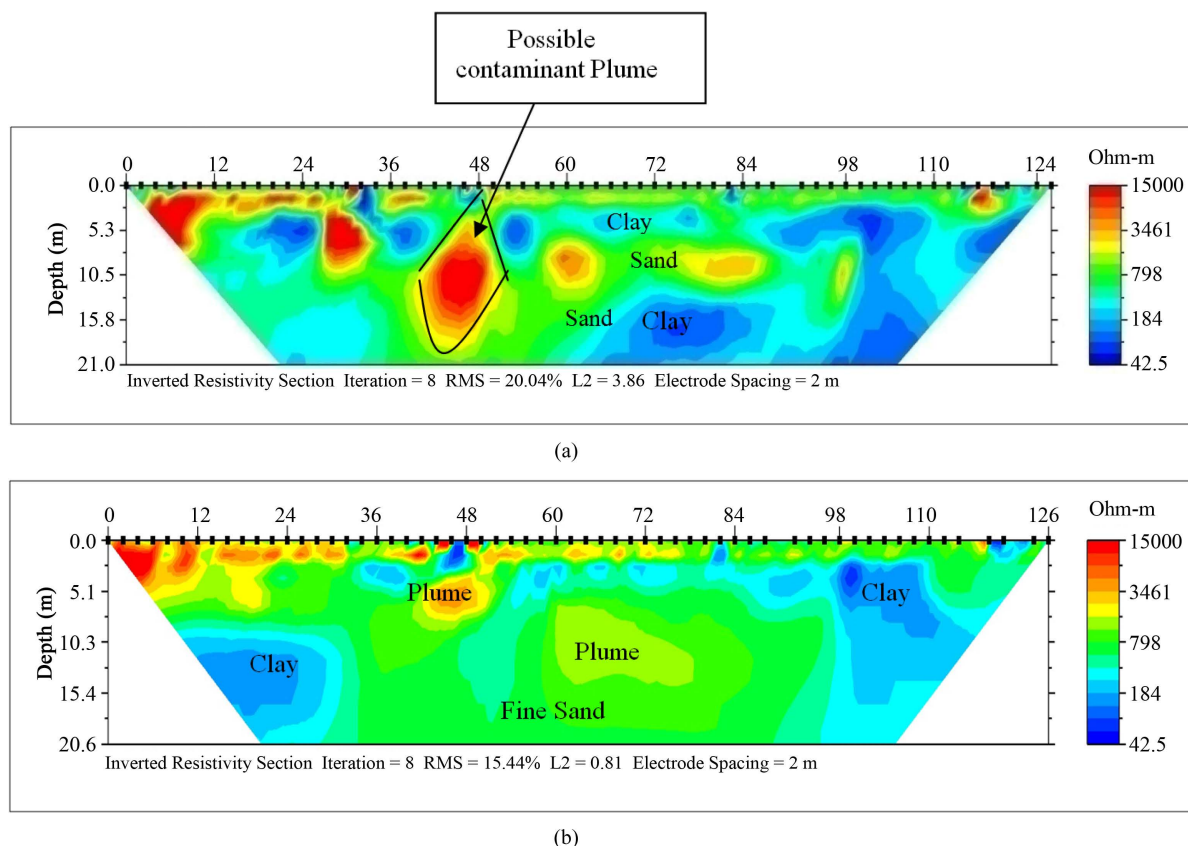 Possible
contaminant Plume
0 12 24 36 48 60 72 84 98 110 124
Ohm-m
0.0
5.3
10.5
15.8
21.0
Depth (m)
Clay
Sand
Sand
Clay
15000
3461
798
184
42.5
Inverted Resistivity Section Iteration = 8 RMS = 20.04% L2 = 3.86 Electrode Spacing = 2 m
(a)
0 12 24 36 48 60 72 84 98 110 126
Ohm-m
0.0
5.1
10.3
15.4
20.6
Depth (m)
Plume
Clay
Clay
Plume
Fine Sand
15000
3461
798
184
42.5
Inverted Resistivity Section Iteration = 8 RMS = 15.44% L2 = 0.81 Electrode Spacing = 2 m
(b)